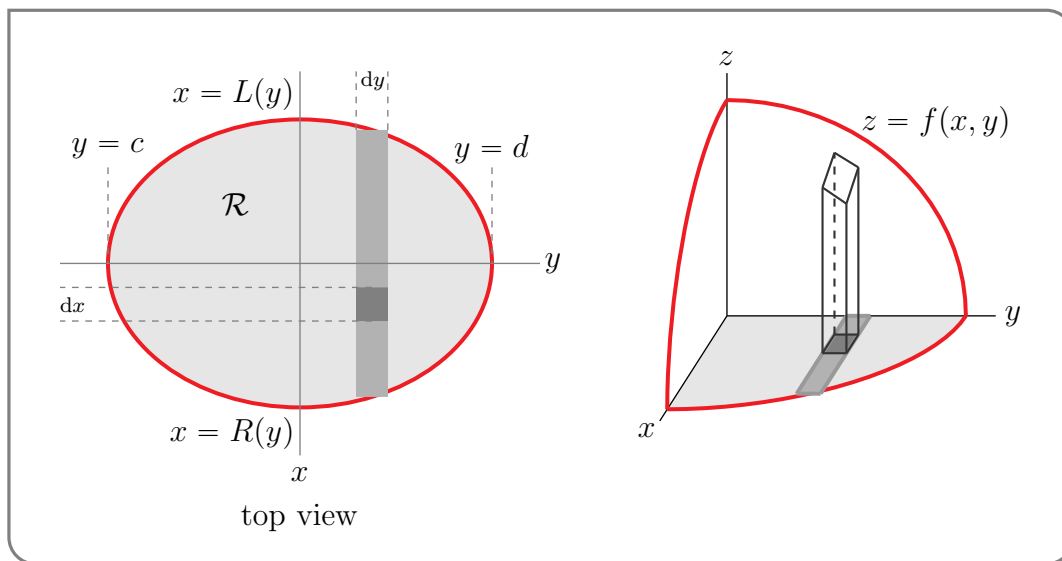 x = L(y)
dy
y = c
y = d
ℛ
y
dx
x = R(y)
x
top view
z
z = f(x, y)
y
x